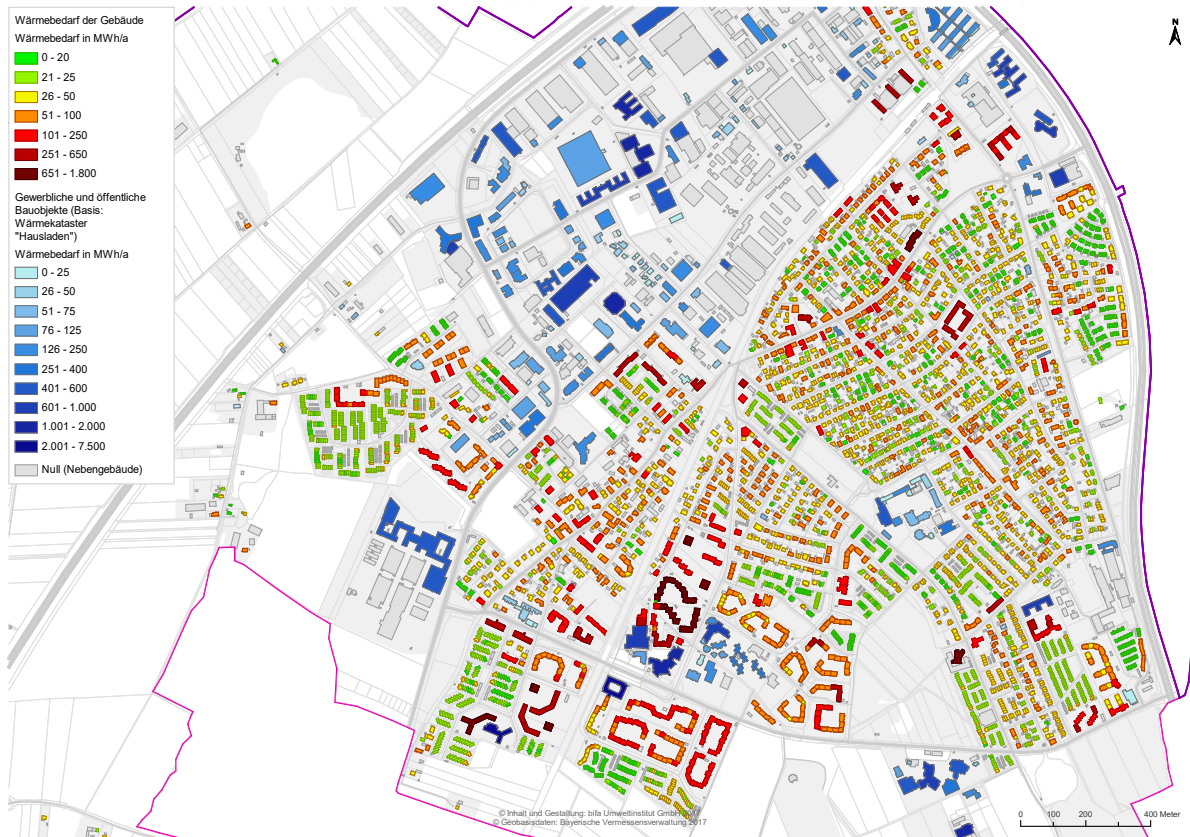 Wärmebedarf der Gebäude
Wärmebedarf in MWh/a
0 - 20
21 - 25
26 - 50
51 - 100
101 - 250
251 - 650
651 - 1.800
Gewerbliche und öffentliche
Bauobjekte (Basis:
Wärmekataster
"Hausladen")
Wärmebedarf in MWh/a
0 - 25
26 - 50
51 - 75
76 - 125
126 - 250
251 - 400
401 - 600
601 - 1.000
1.001 - 2.000
2.001 - 7.500
Null (Nebengebäude)
N
© Inhalt und Gestaltung: bifa Umweltinstitut GmbH
© Geobasisdaten: Bayerische Vermessensverwaltung 2017
0 100 200 400 Meter